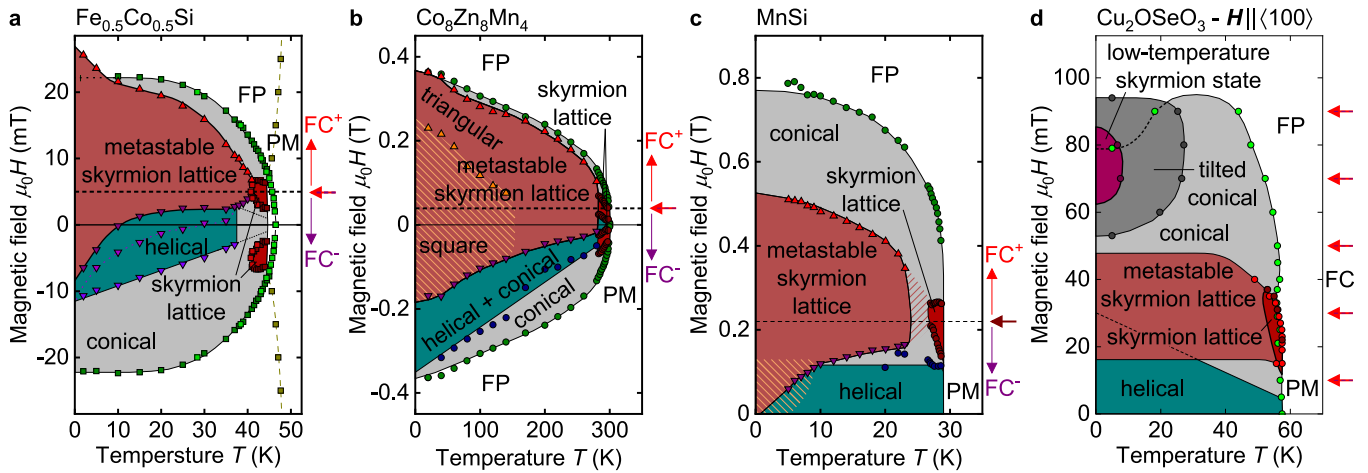 a Fe0.5Co0.5Si
Magnetic field μ0H (mT)
20
10
0
-10
-20
FP
PM
metastable
skyrmion lattice
helical
skyrmion
lattice
conical
FC+
FC-
0 10 20 30 40 50
Tempersture T (K)
b Co8Zn8Mn4
Magnetic field μ0H (T)
0.4
0.2
0
-0.2
-0.4
FP
skyrmion
lattice
triangular
metastable
skyrmion lattice
square
helical + conical
conical
PM
FP
FC+
FC-
0 100 200 300
Temperature T (K)
c MnSi
Magnetic field μ0H (T)
0.8
0.6
0.4
0.2
0
FP
conical
skyrmion
lattice
metastable
skyrmion
lattice
helical
PM
FC+
FC-
0 10 20 30
Temperature T (K)
d Cu2OSeO3 - H||⟨100⟩
Magnetic field μ0H (mT)
100
80
60
40
20
0
low-temperature
skyrmion state
FP
tilted
conical
conical
metastable
skyrmion lattice
skyrmion lattice
helical
PM
FC
0 20 40 60
Temperature T (K)